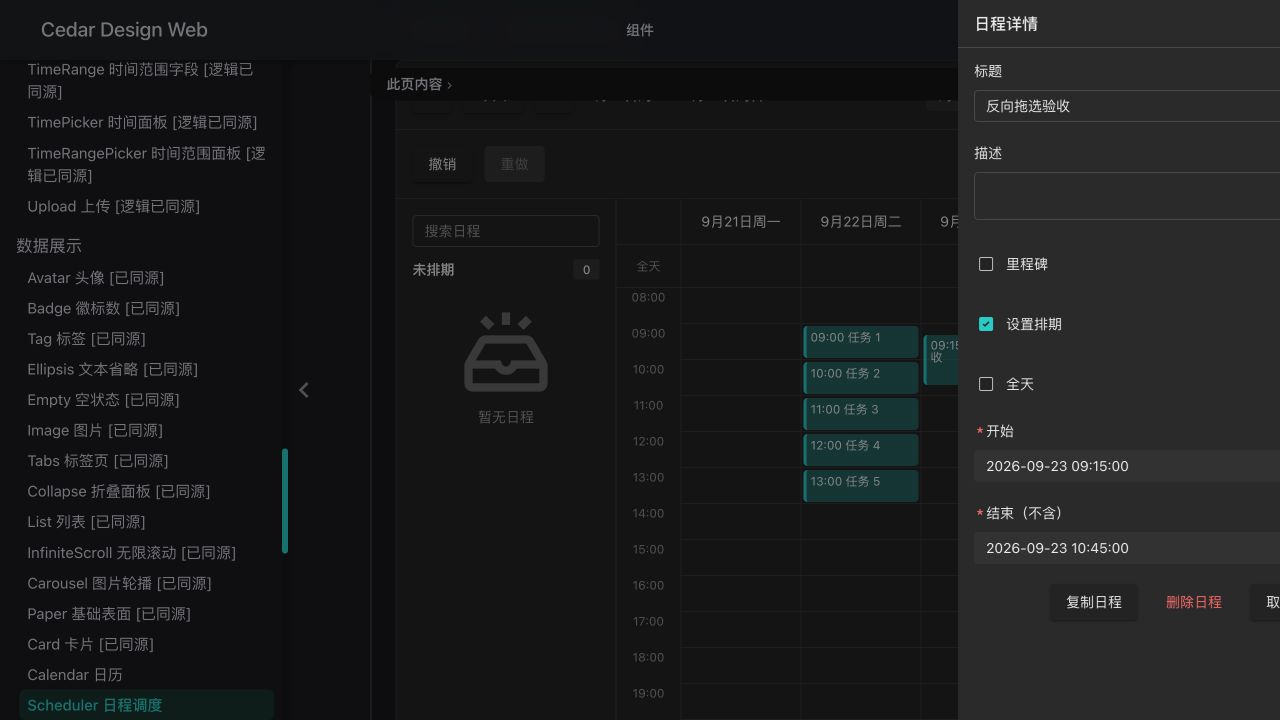 Cedar Design Web
组件
TimeRange 时间范围字段 [逻辑已
同源]
TimePicker 时间面板 [逻辑已同源]
TimeRangePicker 时间范围面板 [逻
辑已同源]
Upload 上传 [逻辑已同源]
数据展示
Avatar 头像 [已同源]
Badge 徽标数 [已同源]
Tag 标签 [已同源]
Ellipsis 文本省略 [已同源]
Empty 空状态 [已同源]
Image 图片 [已同源]
Tabs 标签页 [已同源]
Collapse 折叠面板 [已同源]
List 列表 [已同源]
InfiniteScroll 无限滚动 [已同源]
Carousel 图片轮播 [已同源]
Paper 基础表面 [已同源]
Card 卡片 [已同源]
Calendar 日历
Scheduler 日程调度
此页内容 ›
撤销
重做
搜索日程
未排期
0
暂无日程
9月21日周一
9月22日周二
9月
全天
08:00
09:00
10:00
11:00
12:00
13:00
14:00
15:00
16:00
17:00
18:00
19:00
09:00 任务 1
10:00 任务 2
11:00 任务 3
12:00 任务 4
13:00 任务 5
09:15
收
日程详情
标题
反向拖选验收
描述
里程碑
设置排期
全天
* 开始
2026-09-23 09:15:00
* 结束（不含）
2026-09-23 10:45:00
复制日程
删除日程
取